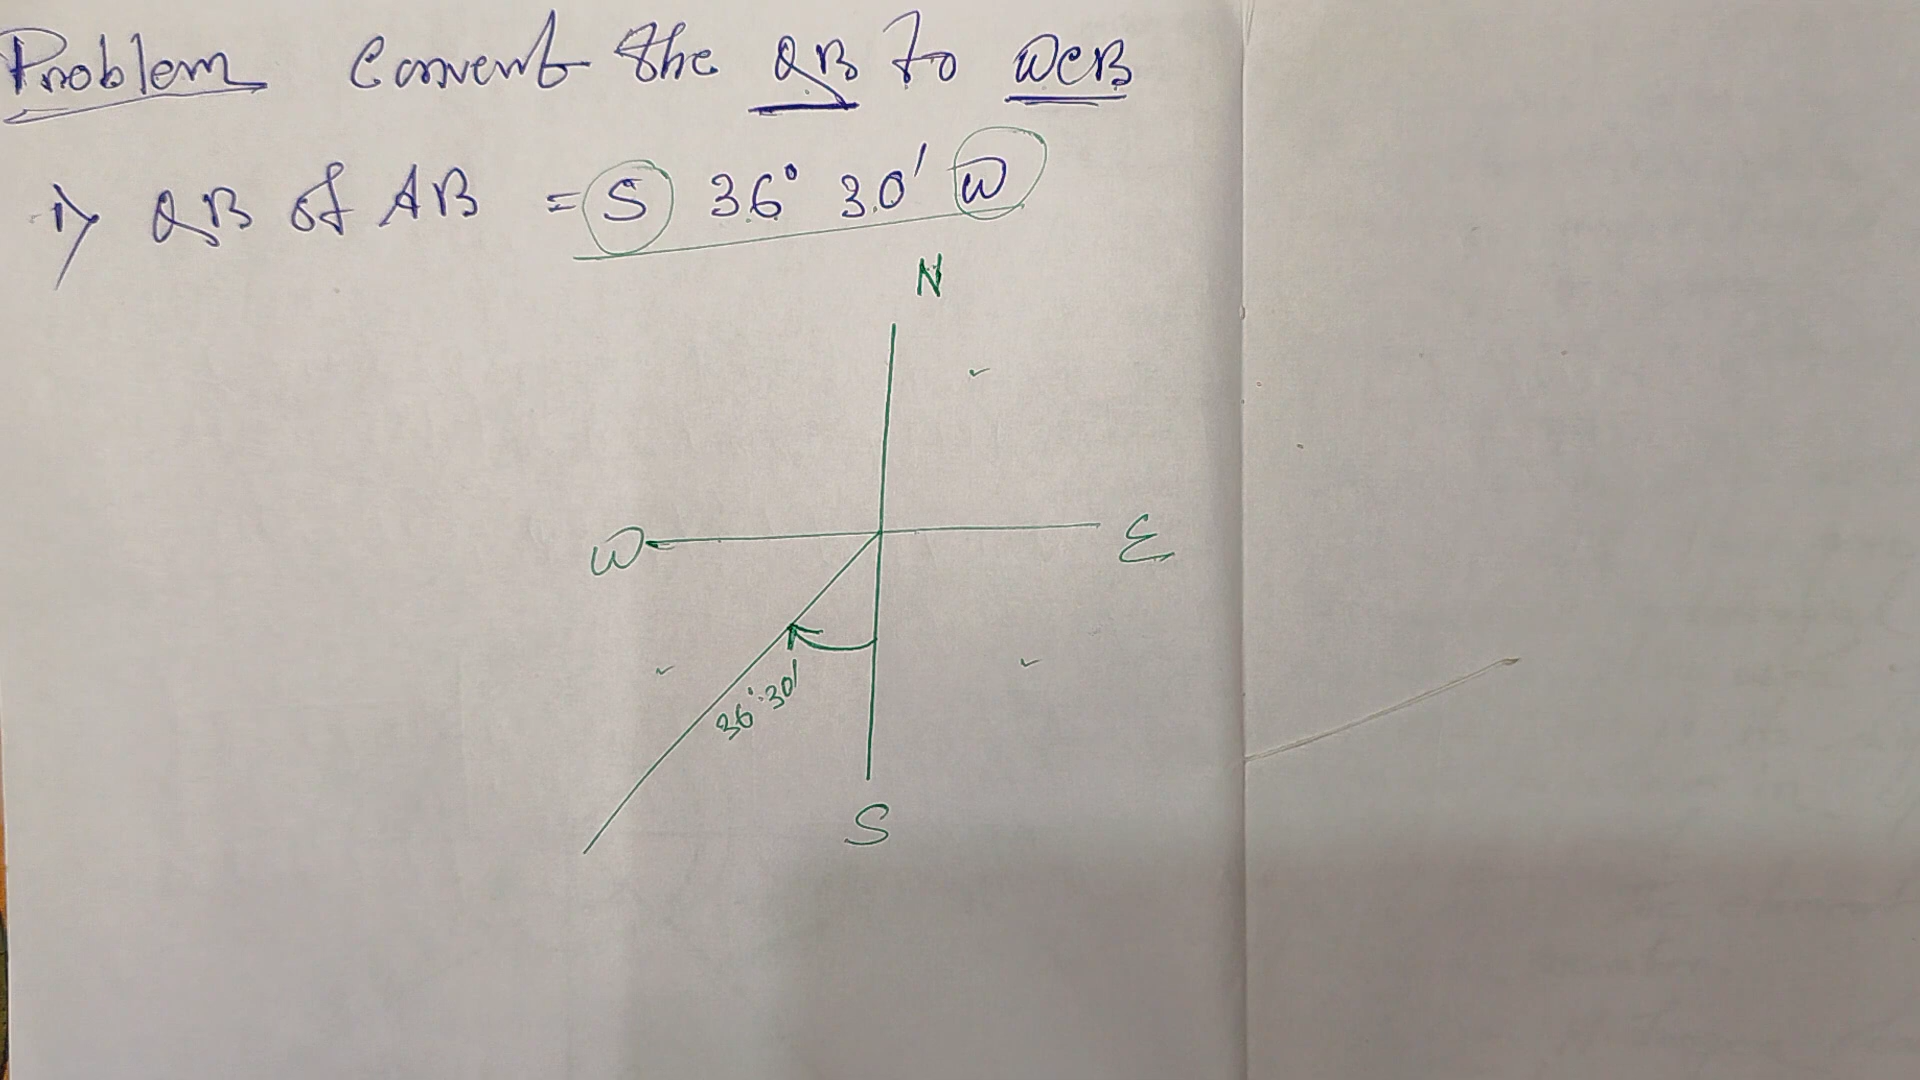 Problem Convert the QB to WCB
1) QB of AB = S 36° 30' W
N
W
E
36° 30'
S